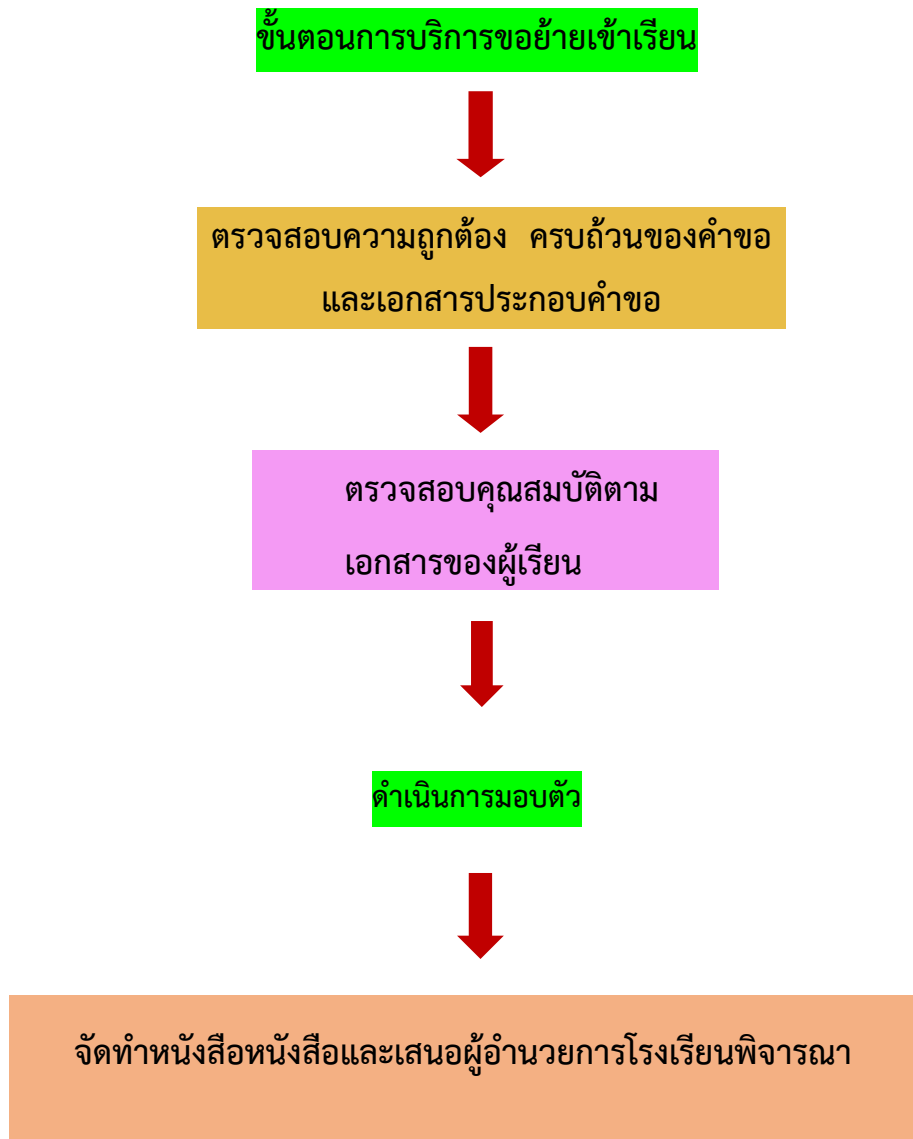 ขั้นตอนการบริการขอย้ายเข้าเรียน
ตรวจสอบความถูกต้อง ครบถ้วนของคำขอ
และเอกสารประกอบคำขอ
ตรวจสอบคุณสมบัติตาม
เอกสารของผู้เรียน
ดำเนินการมอบตัว
จัดทำหนังสือหนังสือและเสนอผู้อำนวยการโรงเรียนพิจารณา